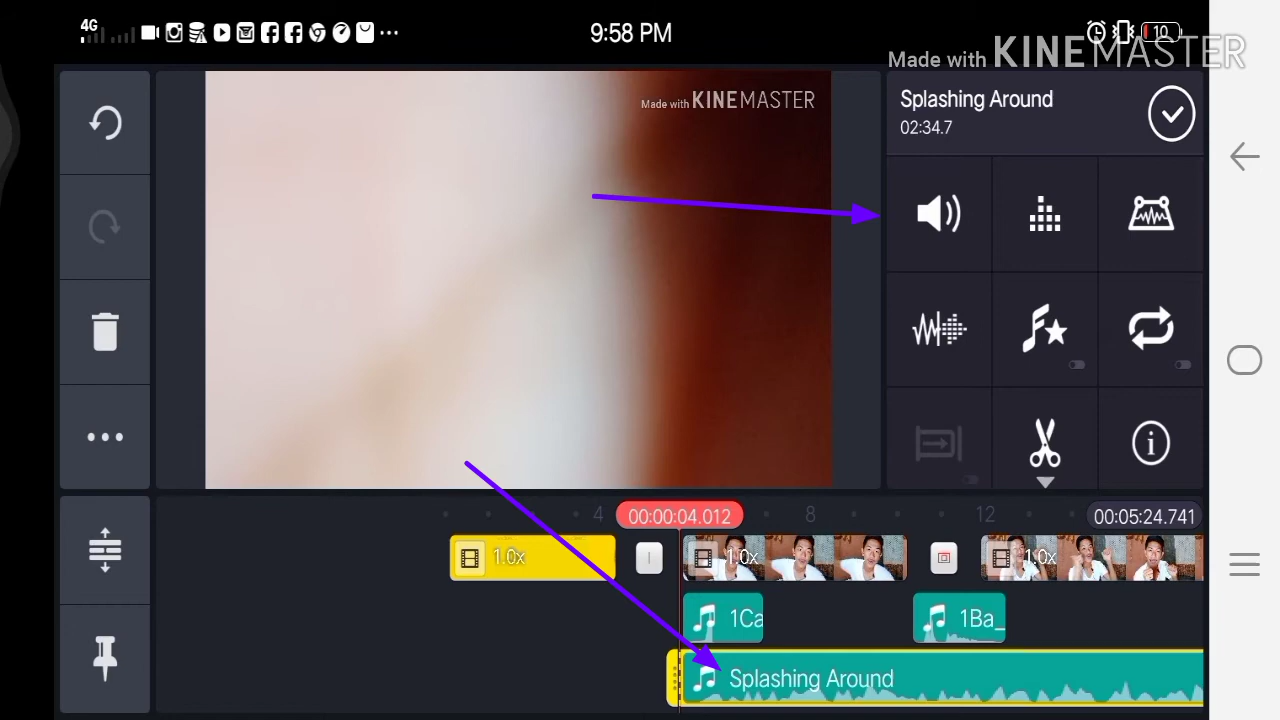 4G
9:58 PM
10
Made with KINEMASTER
Made with KINEMASTER
Splashing Around
02:34.7
4
00:00:04.012
8
12
00:05:24.741
1.0x
1.0x
1.0x
1Ca
1Ba_
Splashing Around